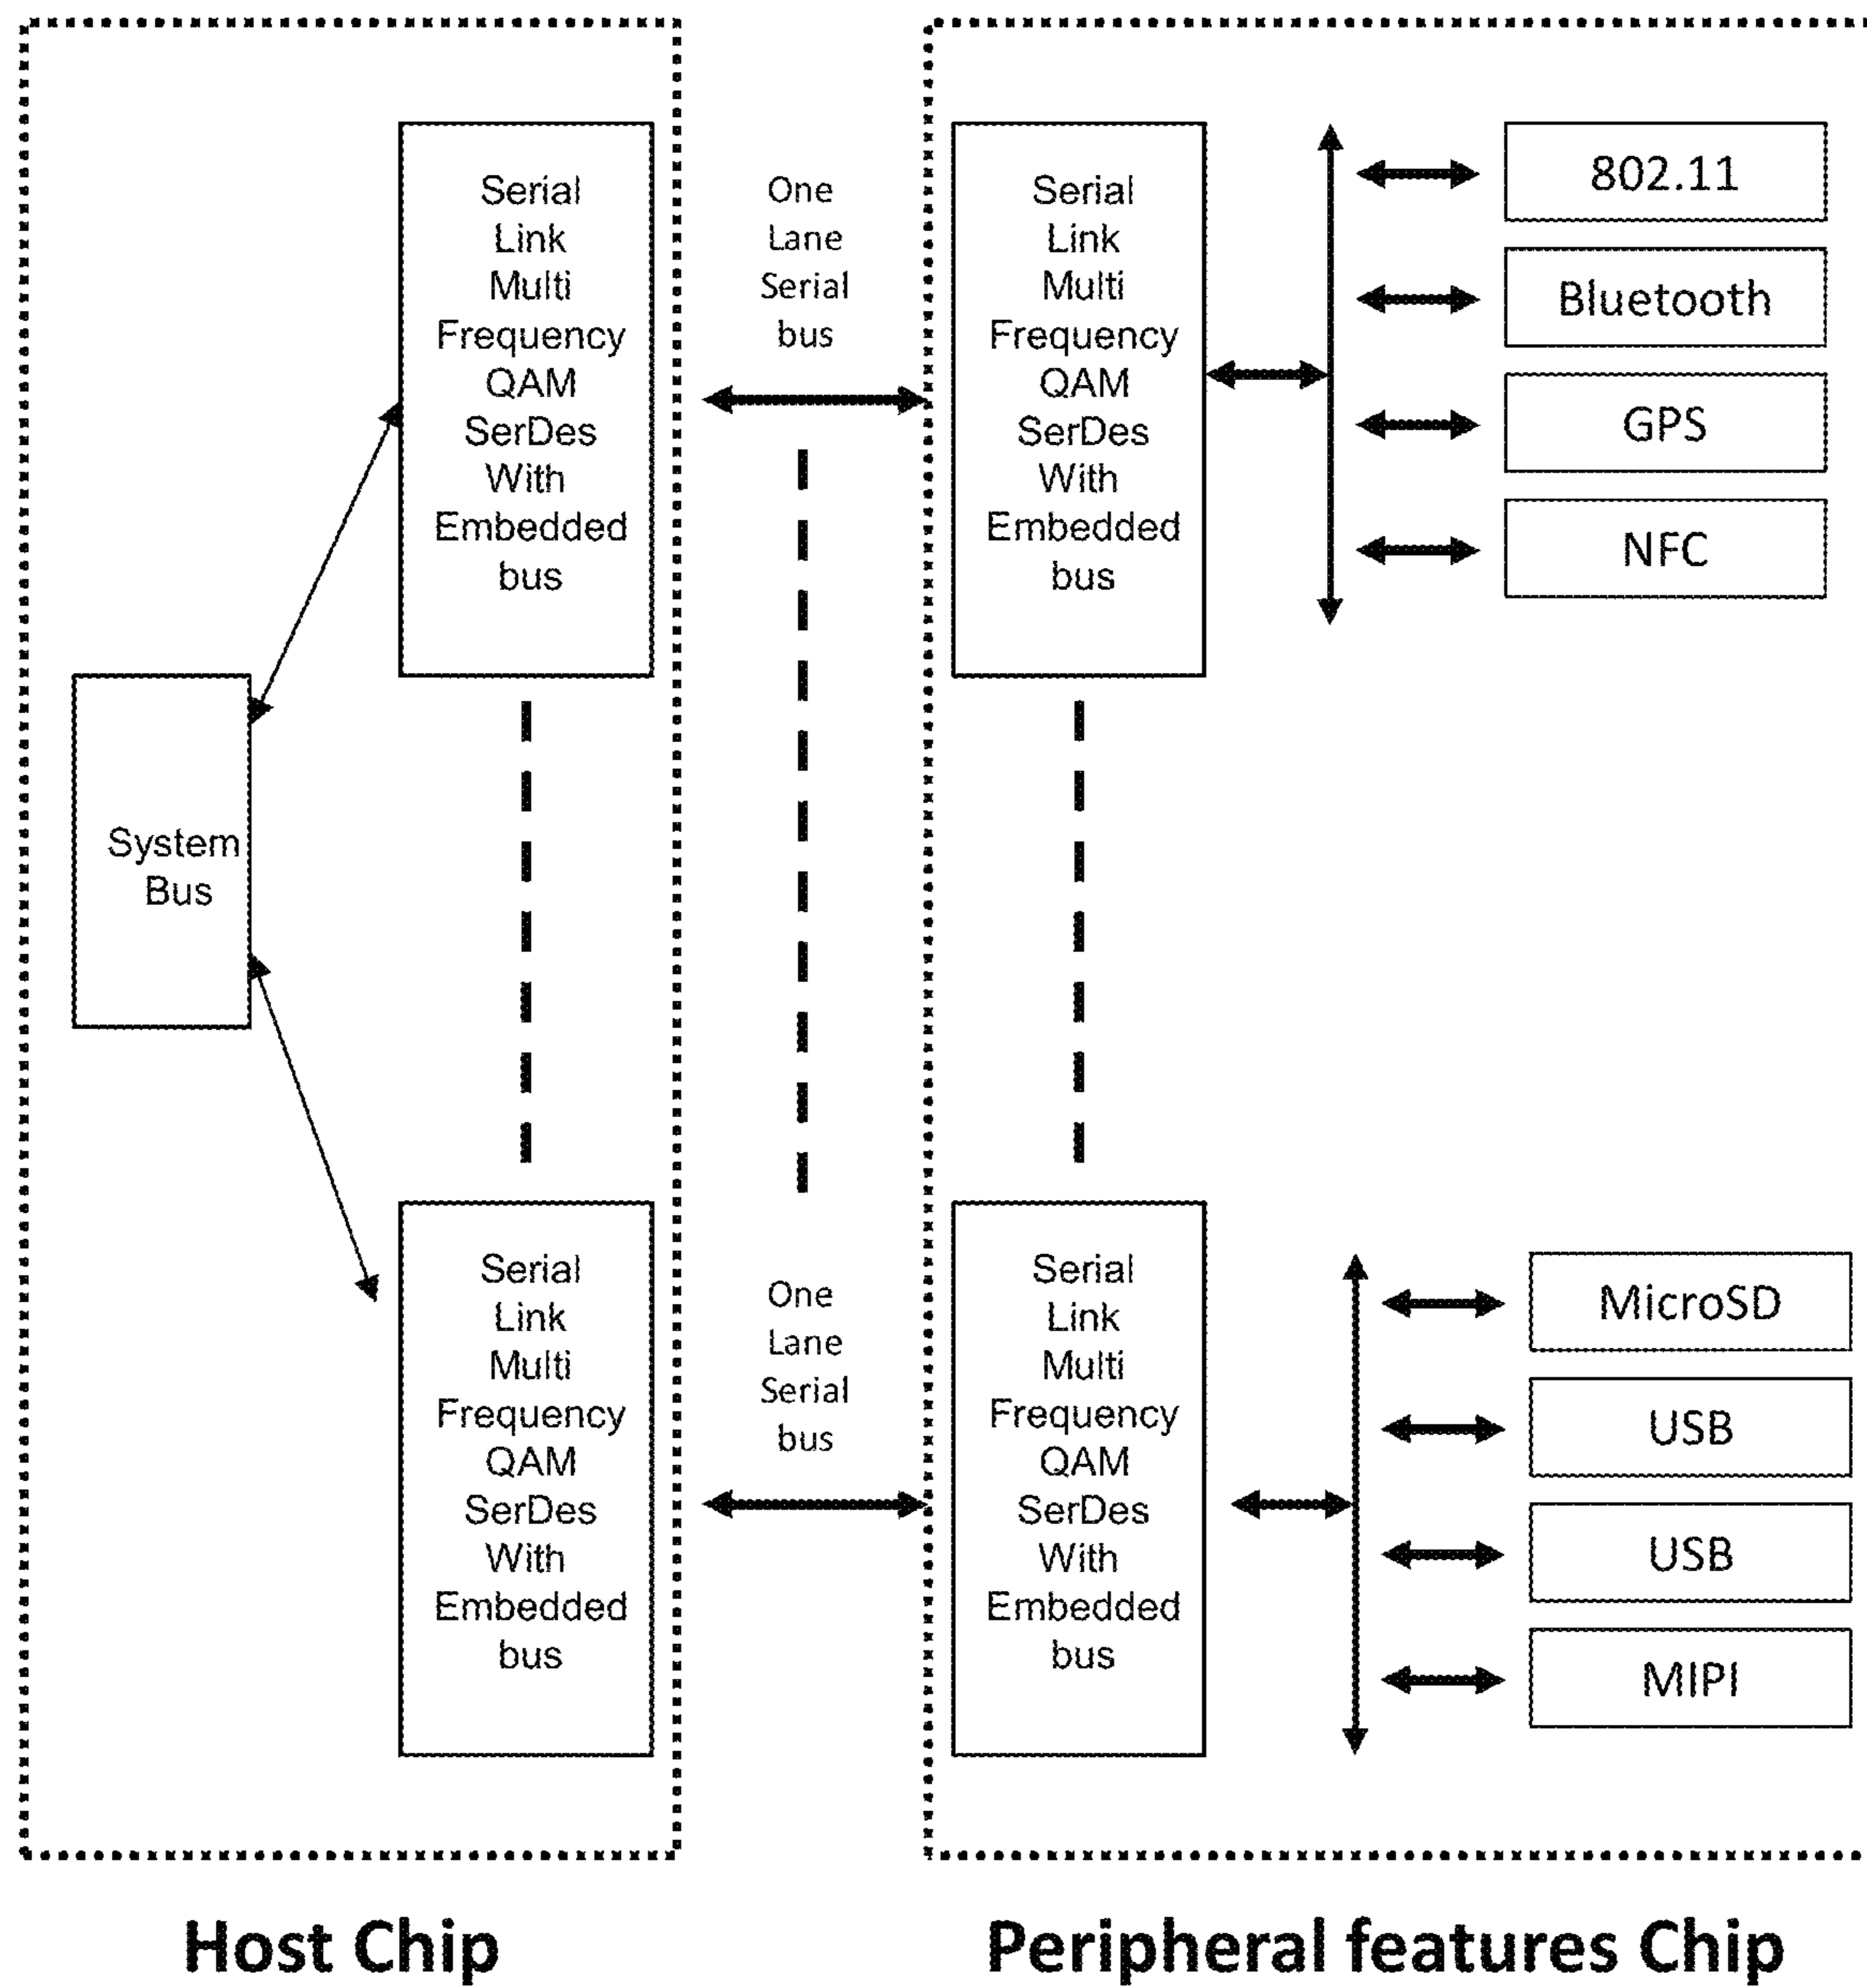 Serial
Link
Multi
Frequency
QAM
SerDes
With
Embedded
bus
One
Lane
Serial
bus
Serial
Link
Multi
Frequency
QAM
SerDes
With
Embedded
bus
802.11
Bluetooth
GPS
NFC
System
Bus
Serial
Link
Multi
Frequency
QAM
SerDes
With
Embedded
bus
One
Lane
Serial
bus
Serial
Link
Multi
Frequency
QAM
SerDes
With
Embedded
bus
MicroSD
USB
USB
MIPI
Host Chip
Peripheral features Chip